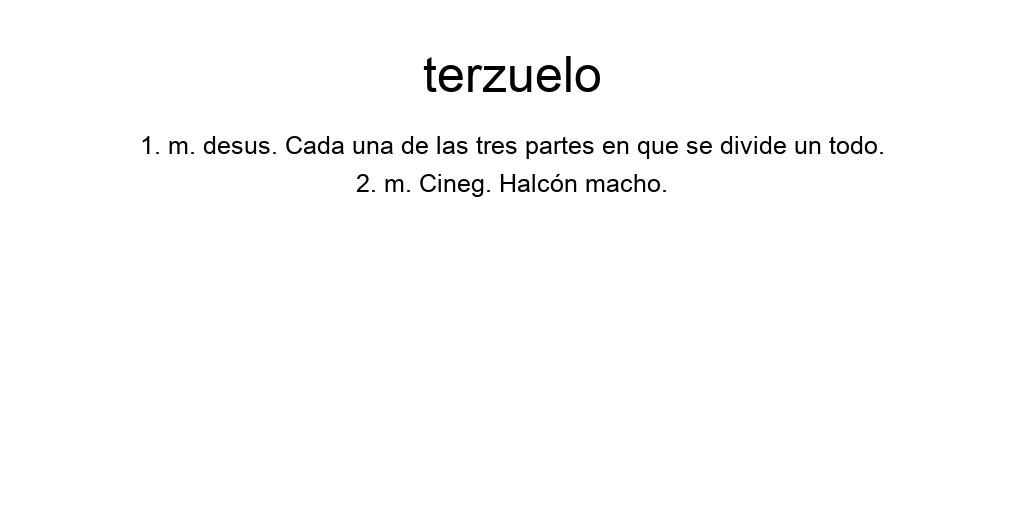 terzuelo
1. m. desus. Cada una de las tres partes en que se divide un todo.
2. m. Cineg. Halcón macho.